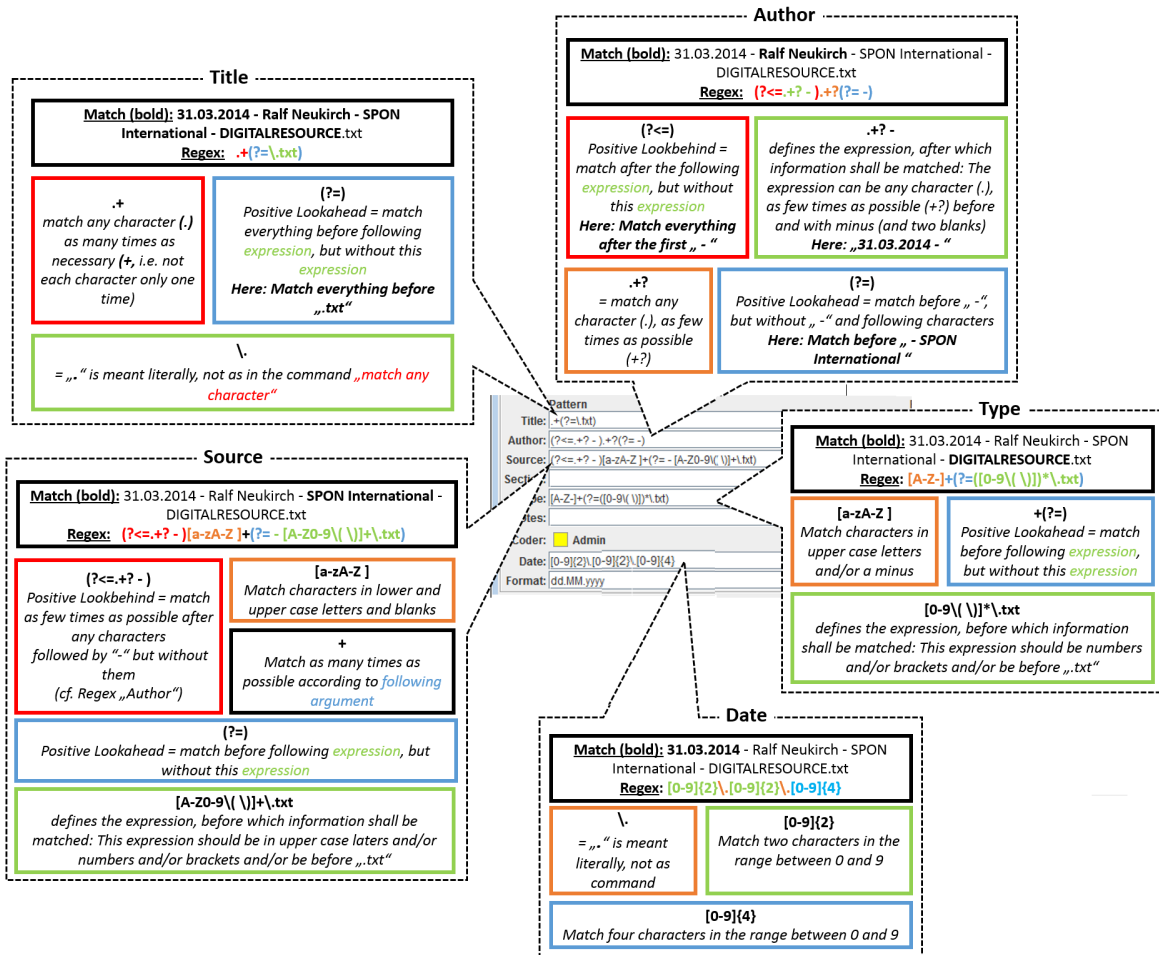 Title
Match (bold): 31.03.2014 - Ralf Neukirch - SPON
International - DIGITALRESOURCE.txt
Regex: .+(?=\.txt)
.+
match any character (.)
as many times as
necessary (+, i.e. not
each character only one
time)
(?=)
Positive Lookahead = match
everything before following
expression, but without this
expression
Here: Match everything before
„.txt“
\.
= „.“ is meant literally, not as in the command „match any
character“
Author
Match (bold): 31.03.2014 - Ralf Neukirch - SPON International -
DIGITALRESOURCE.txt
Regex: (?<=.+? - ).+?(?= -)
(?<=)
Positive Lookbehind =
match after the following
expression, but without
this expression
Here: Match everything
after the first „ - “
.+? -
defines the expression, after which
information shall be matched: The
expression can be any character (.),
as few times as possible (+?) before
and with minus (and two blanks)
Here: „31.03.2014 - “
.+?
= match any
character (.), as few
times as possible
(+?)
(?=)
Positive Lookahead = match before „ -“,
but without „ -“ and following characters
Here: Match before „ - SPON
International “
Pattern
Title: .+(?=\.txt)
Author: (?<=.+? - ).+?(?= -)
Source: (?<=.+? - )[a-zA-Z ]+(?= - [A-Z0-9\( \)]+\.txt)
Section:
[A-Z-]+(?=([0-9\( \)])*\.txt)
Coder: Admin
Date: [0-9]{2}\.[0-9]{2}\.[0-9]{4}
Format: dd.MM.yyyy
Type
Match (bold): 31.03.2014 - Ralf Neukirch - SPON
International - DIGITALRESOURCE.txt
Regex: [A-Z-]+(?=([0-9\( \)])*\.txt)
[a-zA-Z ]
Match characters in
upper case letters
and/or a minus
+(?=)
Positive Lookahead = match
before following expression,
but without this expression
[0-9\( \)]*\.txt
defines the expression, before which information
shall be matched: This expression should be numbers
and/or brackets and/or be before „.txt“
Source
Match (bold): 31.03.2014 - Ralf Neukirch - SPON International -
DIGITALRESOURCE.txt
Regex: (?<=.+? - )[a-zA-Z ]+(?= - [A-Z0-9\( \)]+\.txt)
(?<=.+? - )
Positive Lookbehind = match
as few times as possible after
any characters
followed by “-“ but without
them
(cf. Regex „Author“)
[a-zA-Z ]
Match characters in lower and
upper case letters and blanks
+
Match as many times as
possible according to following
argument
(?=)
Positive Lookahead = match before following expression, but
without this expression
[A-Z0-9\( \)]+\.txt
defines the expression, before which information shall be
matched: This expression should be in upper case laters and/or
numbers and/or brackets and/or be before „.txt“
Date
Match (bold): 31.03.2014 - Ralf Neukirch - SPON
International - DIGITALRESOURCE.txt
Regex: [0-9]{2}\.[0-9]{2}\.[0-9]{4}
\.
= „.“ is meant
literally, not as
command
[0-9]{2}
Match two characters in the
range between 0 and 9
[0-9]{4}
Match four characters in the range between 0 and 9